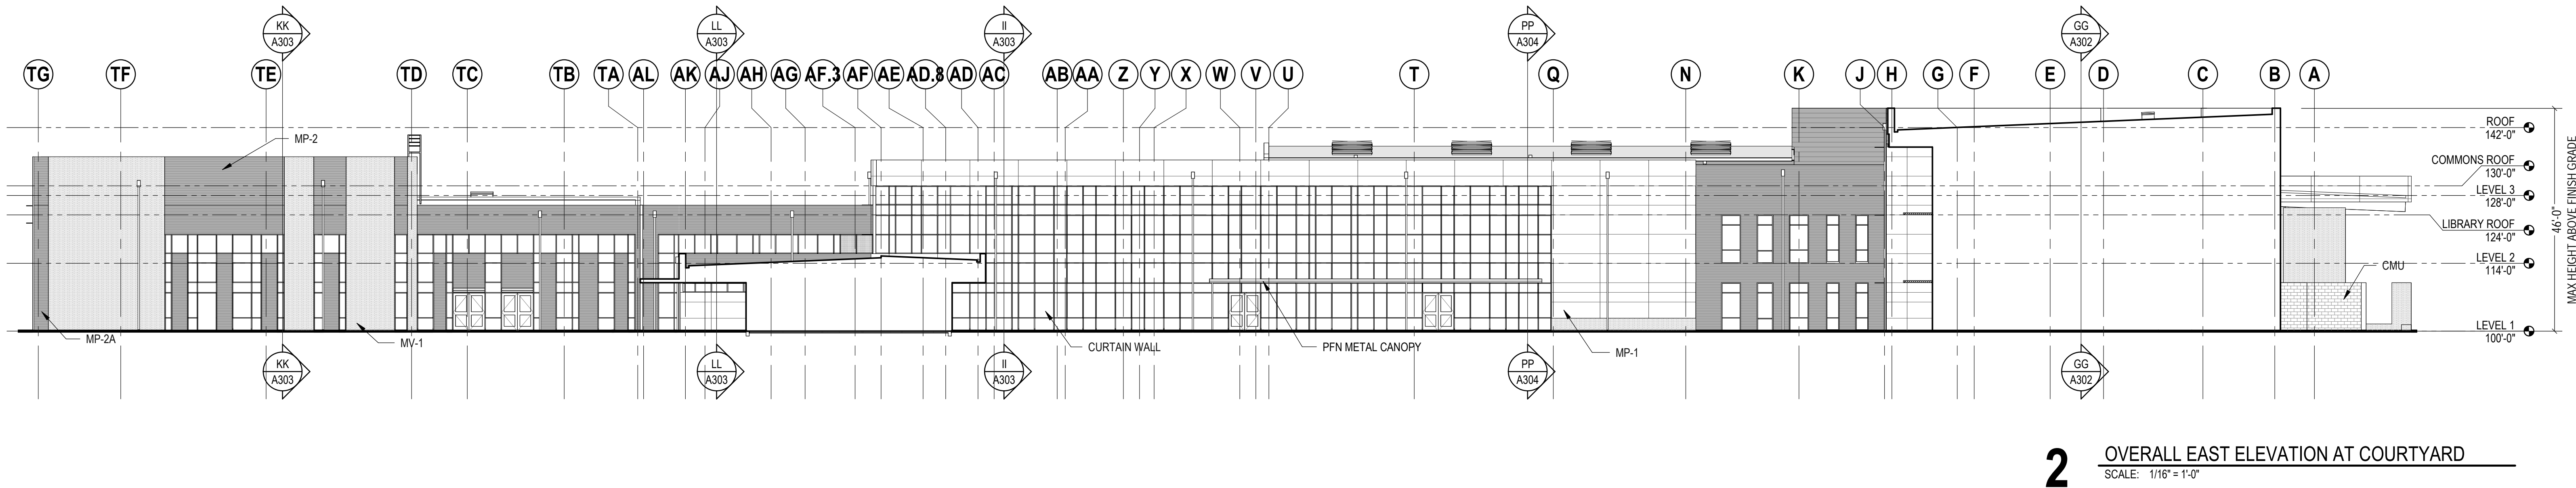 KK LL II PP GG
A303 A303 A303 A304 A302
TG TF TE TD TC TB TA AL AK AJ AH AG AF.3 AF AE AD.8 AD AC AB AA Z Y X W V U T Q N K J H G F E D C B A
ROOF
142'-0"
MP-2
COMMONS ROOF
130'-0"
LEVEL 3
128'-0"
LIBRARY ROOF
124'-0"
46'-0"
MAX HEIGHT ABOVE FINISH GRADE
CMU
LEVEL 2
114'-0"
LEVEL 1
100'-0"
MP-2A
MV-1
CURTAIN WALL
PFN METAL CANOPY
MP-1
KK LL II PP GG
A303 A303 A303 A304 A302
2 OVERALL EAST ELEVATION AT COURTYARD
SCALE: 1/16" = 1'-0"